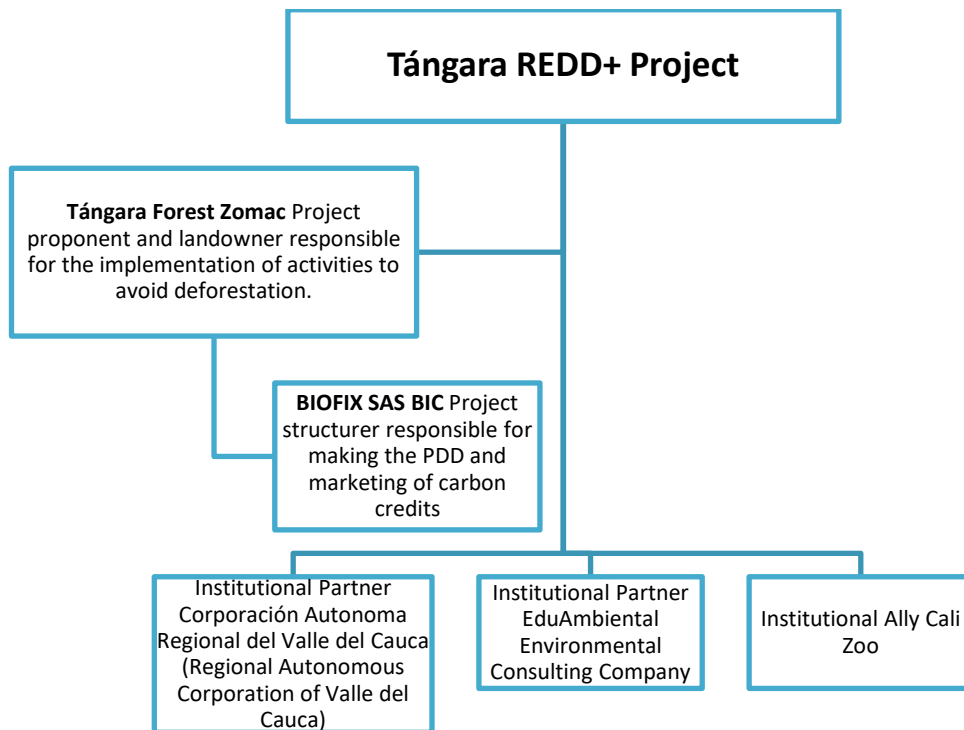 Tángara REDD+ Project
Tángara Forest Zomac Project
proponent and landowner responsible
for the implementation of activities to
avoid deforestation.
BIOFIX SAS BIC Project
structurer responsible for
making the PDD and
marketing of carbon
credits
Institutional Partner
Corporación Autonoma
Regional del Valle del Cauca
(Regional Autonomous
Corporation of Valle del
Cauca)
Institutional Partner
EduAmbiental
Environmental
Consulting Company
Institutional Ally Cali
Zoo